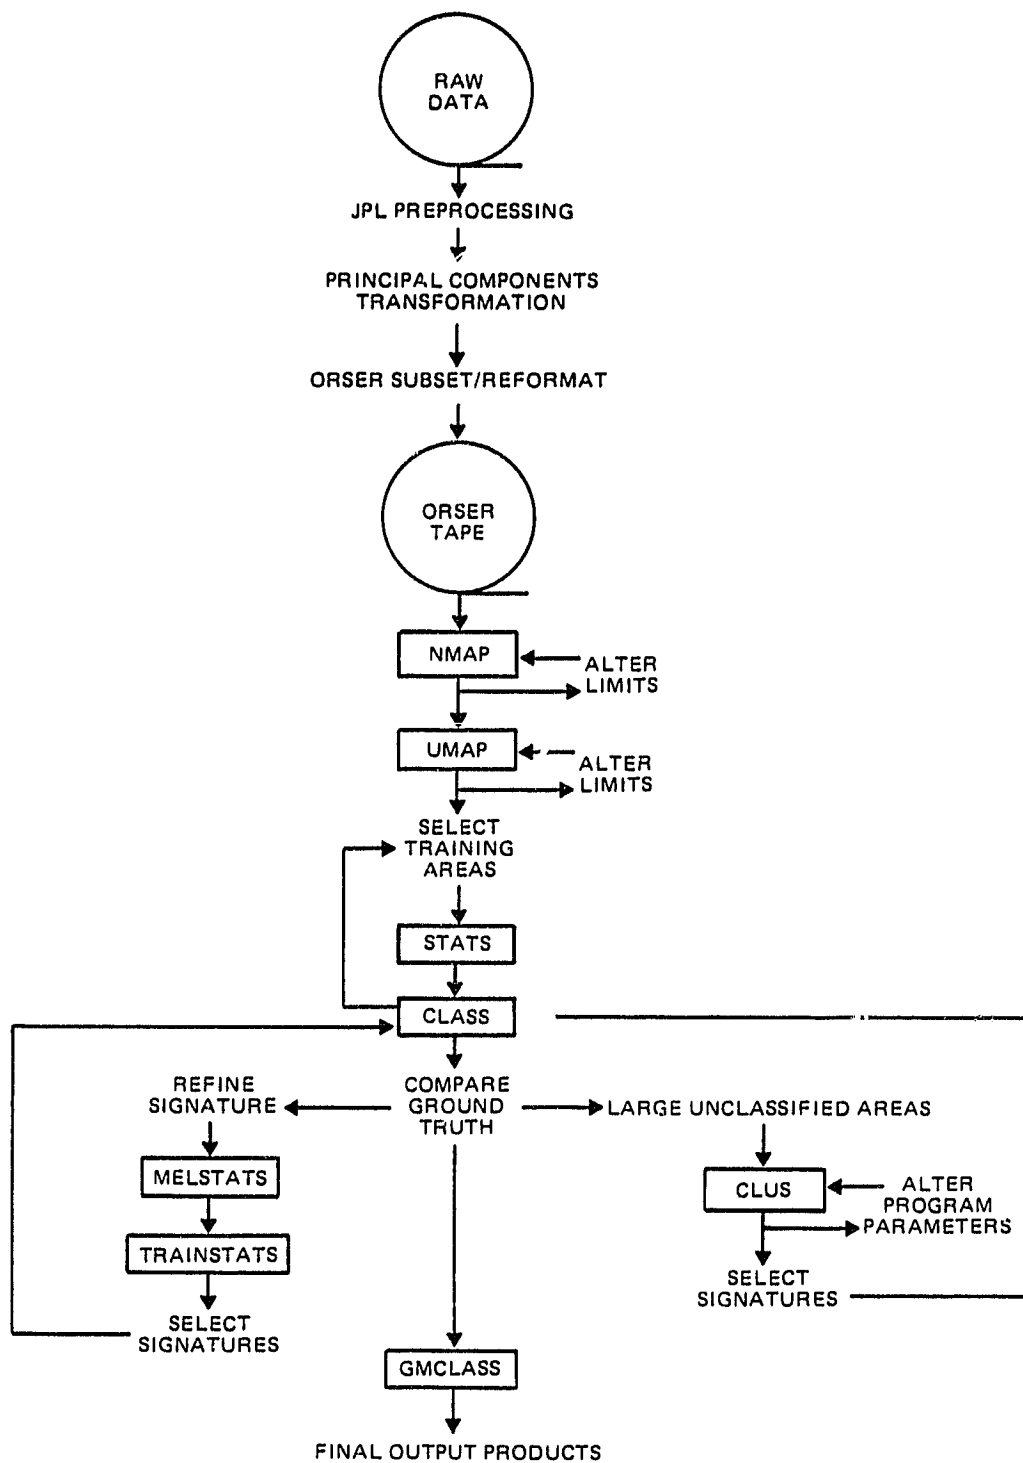 RAW
DATA
JPL PREPROCESSING
PRINCIPAL COMPONENTS
TRANSFORMATION
ORSER SUBSET/REFORMAT
ORSER
TAPE
NMAP
ALTER
LIMITS
UMAP
ALTER
LIMITS
SELECT
TRAINING
AREAS
STATS
CLASS
COMPARE
GROUND
TRUTH
REFINE
SIGNATURE
MELSTATS
TRAINSTATS
SELECT
SIGNATURES
LARGE UNCLASSIFIED AREAS
CLUS
ALTER
PROGRAM
PARAMETERS
SELECT
SIGNATURES
GMCLASS
FINAL OUTPUT PRODUCTS